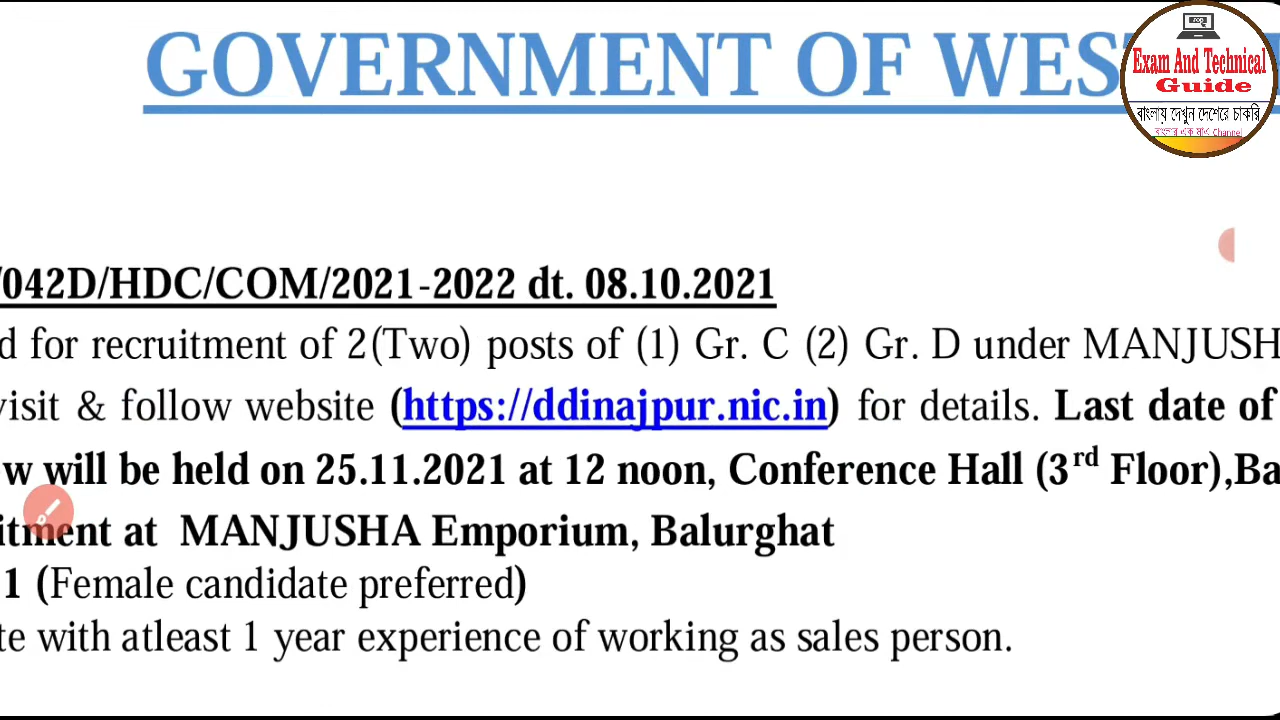 GOVERNMENT OF WES
Exam And Technical
Guide
বাংলায় দেখুন দেশের চাকরি
বাংলার এক মাত্র Channel
/042D/HDC/COM/2021-2022 dt. 08.10.2021
d for recruitment of 2(Two) posts of (1) Gr. C (2) Gr. D under MANJUSH
visit & follow website (https://ddinajpur.nic.in) for details. Last date of
w will be held on 25.11.2021 at 12 noon, Conference Hall (3rd Floor),Ba
itment at MANJUSHA Emporium, Balurghat
1 (Female candidate preferred)
te with atleast 1 year experience of working as sales person.